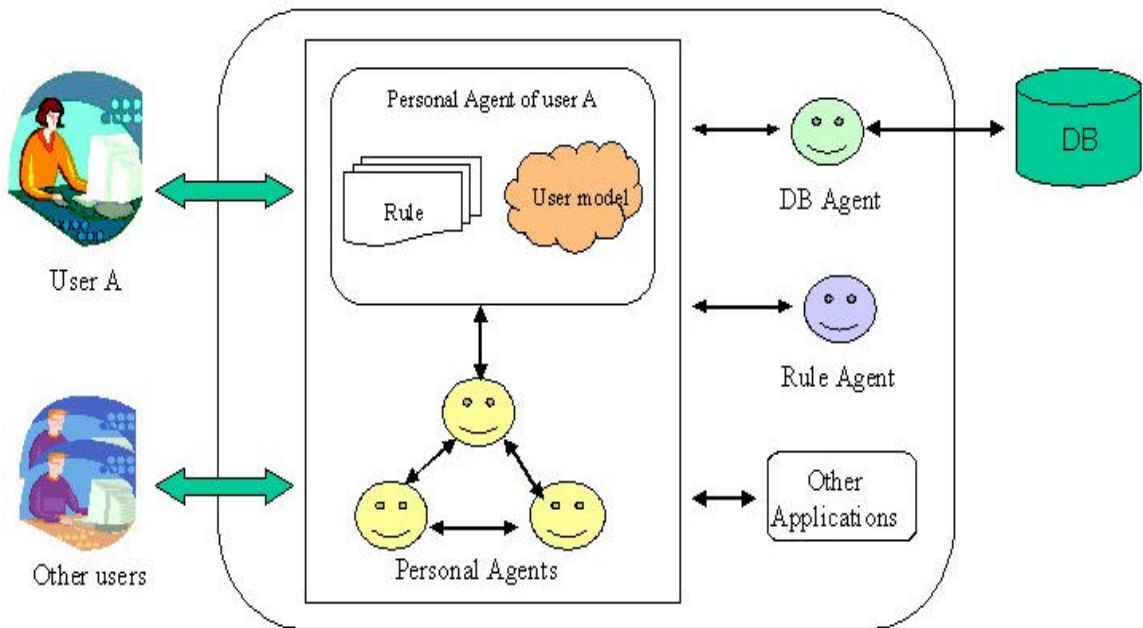 Personal Agent of user A
Rule
User model
User A
DB Agent
DB
Rule Agent
Other
Applications
Other users
Personal Agents